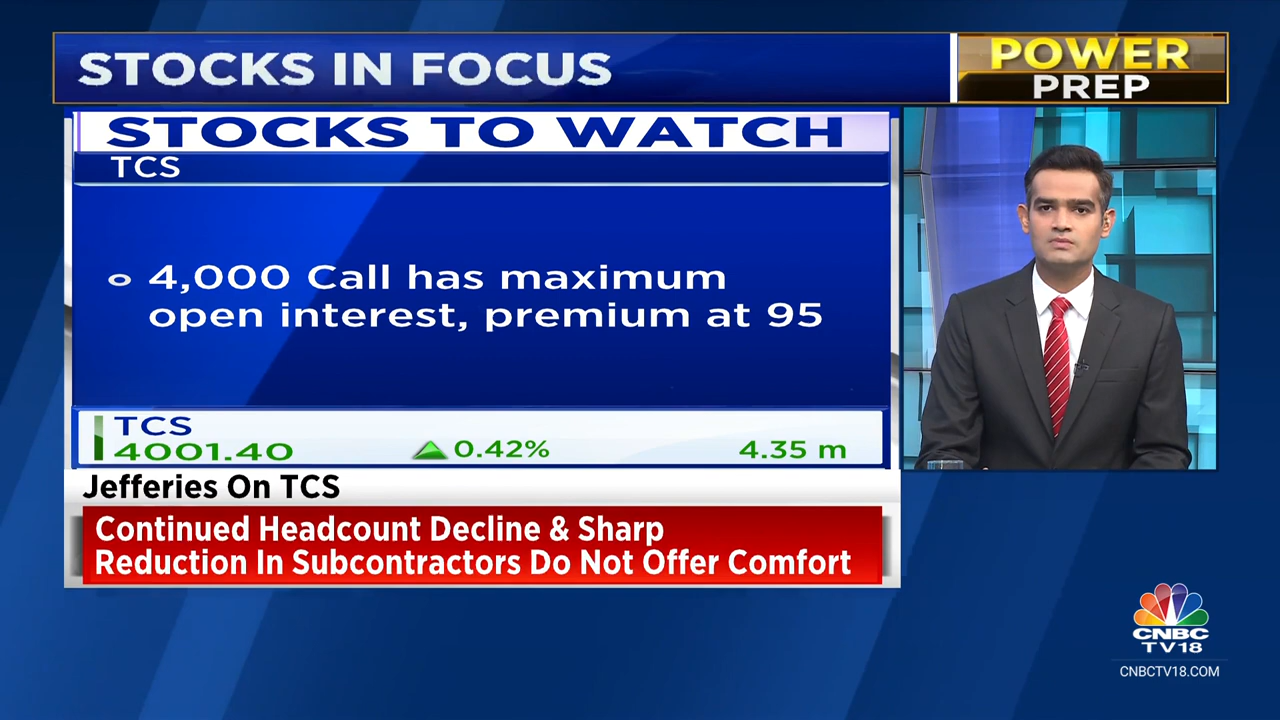 STOCKS IN FOCUS
POWER
PREP
STOCKS TO WATCH
TCS
4,000 Call has maximum
open interest, premium at 95
TCS
4001.40 0.42% 4.35 m
Jefferies On TCS
Continued Headcount Decline & Sharp
Reduction In Subcontractors Do Not Offer Comfort
CNBC
TV18
CNBCTV18.COM